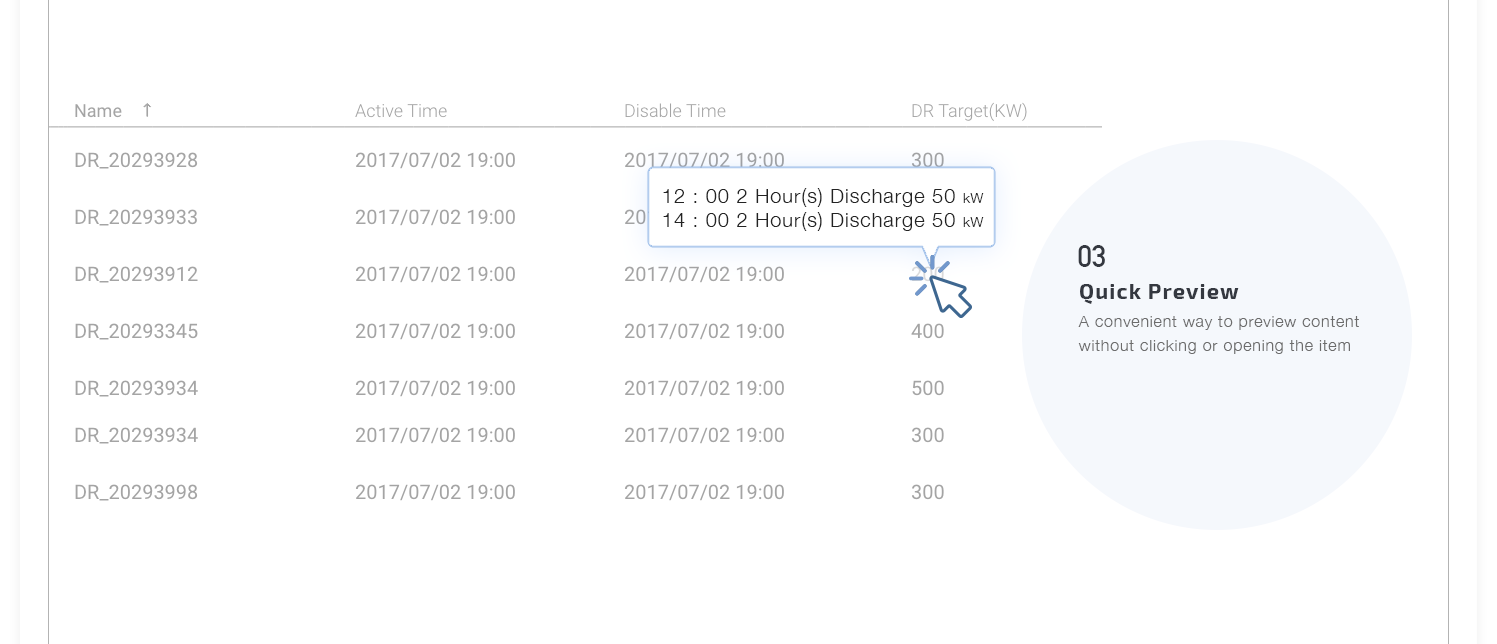 Name ↑ Active Time Disable Time DR Target(KW)
DR_20293928 2017/07/02 19:00 2017/07/02 19:00 300
12 : 00 2 Hour(s) Discharge 50 kW
DR_20293933 2017/07/02 19:00 20
14 : 00 2 Hour(s) Discharge 50 kW
DR_20293912 2017/07/02 19:00 2017/07/02 19:00
DR_20293345 2017/07/02 19:00 2017/07/02 19:00 400
DR_20293934 2017/07/02 19:00 2017/07/02 19:00 500
DR_20293934 2017/07/02 19:00 2017/07/02 19:00 300
DR_20293998 2017/07/02 19:00 2017/07/02 19:00 300
03
Quick Preview
A convenient way to preview content
without clicking or opening the item